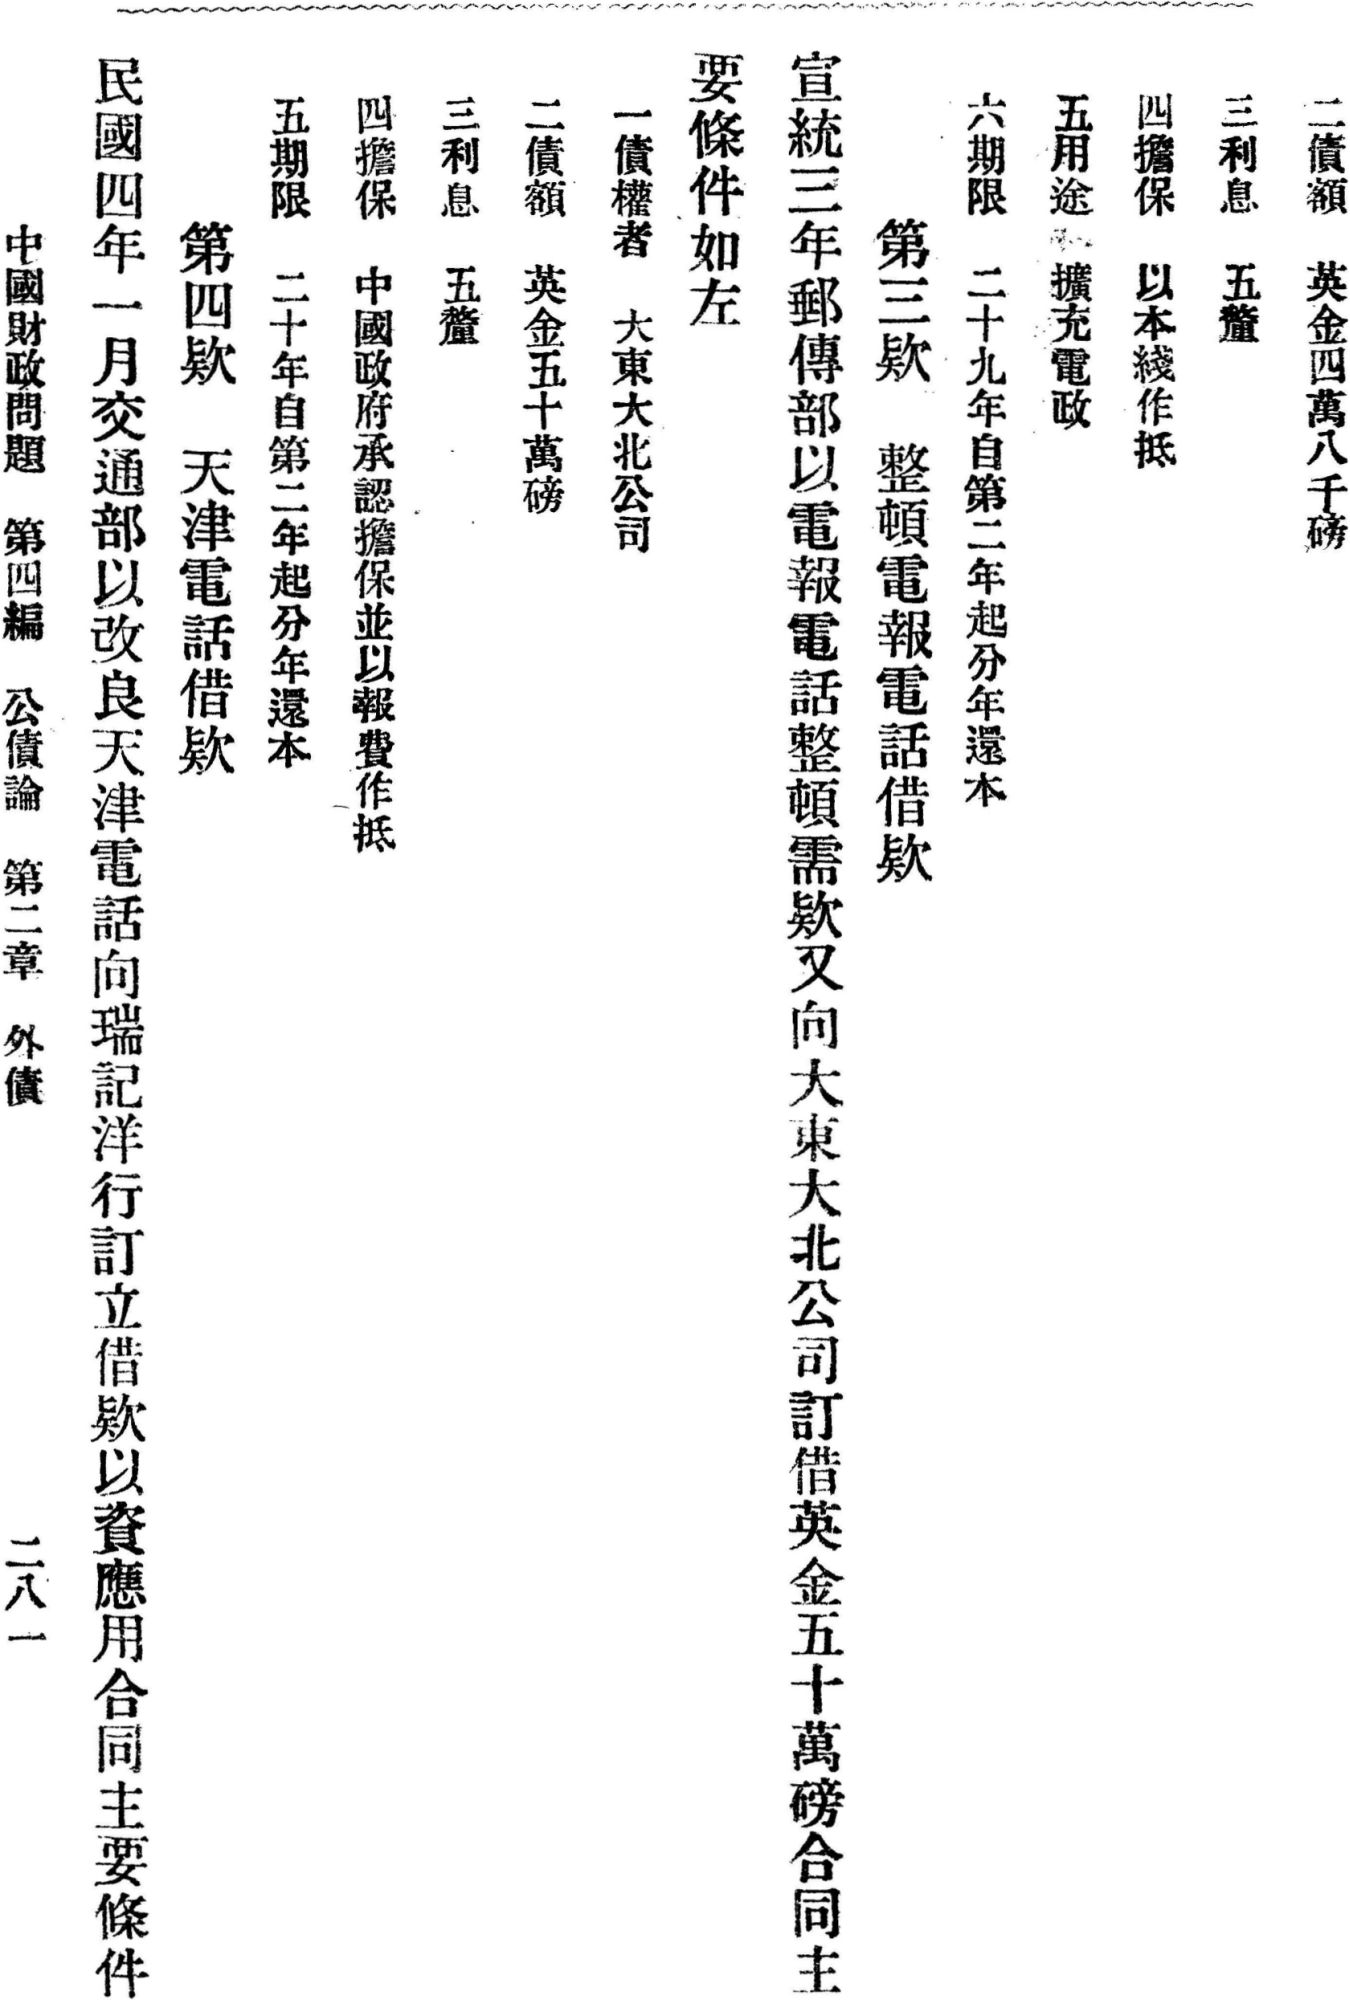 二債額　英金四萬八千磅
三利息　五釐
四擔保　以本綫作抵
五用途　擴充電政
六期限　二十九年自第二年起分年還本
第三欵　整頓電報電話借欵
宣統三年郵傳部以電報電話整頓需欵又向大東大北公司訂借英金五十萬磅合同主
要條件如左
一債權者　大東大北公司
二債額　英金五十萬磅
三利息　五釐
四擔保　中國政府承認擔保並以報費作抵
五期限　二十年自第二年起分年還本
第四欵　天津電話借欵
民國四年一月交通部以改良天津電話向瑞記洋行訂立借欵以資應用合同主要條件
中國財政問題　第四編　公債論　第二章　外債　二八一